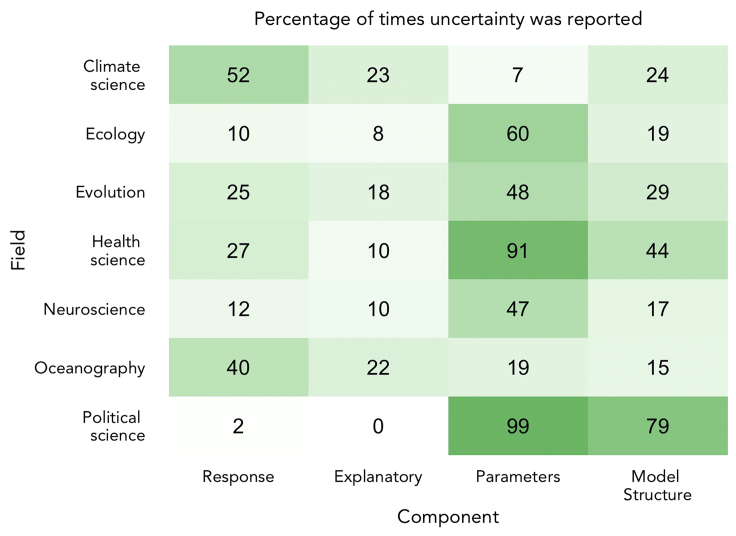 Percentage of times uncertainty was reported
Climate
science
52 23 7 24
Ecology
10 8 60 19
Evolution
25 18 48 29
Health
science
27 10 91 44
Neuroscience
12 10 47 17
Oceanography
40 22 19 15
Political
science
2 0 99 79
Field
Response Explanatory Parameters Model
Structure
Component